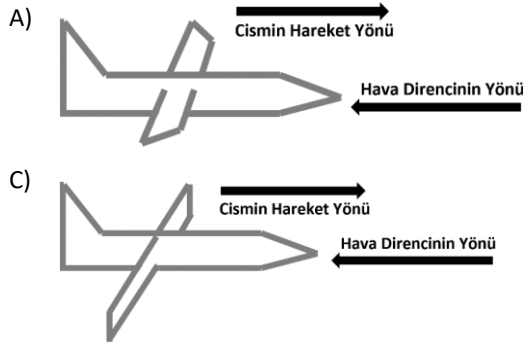 A)
Cismin Hareket Yönü
Hava Direncinin Yönü
C)
Cismin Hareket Yönü
Hava Direncinin Yönü